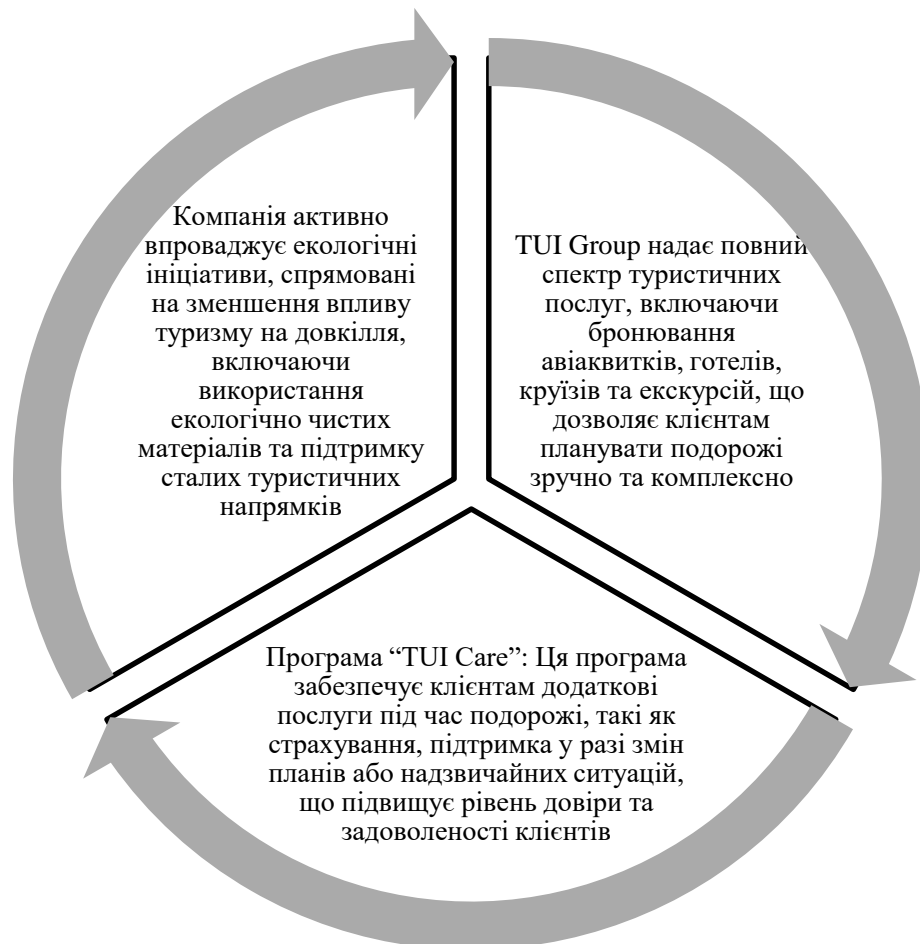 Компанія активно
впроваджує екологічні
ініціативи, спрямовані
на зменшення впливу
туризму на довкілля,
включаючи
використання
екологічно чистих
матеріалів та підтримку
сталих туристичних
напрямків
TUI Group надає повний
спектр туристичних
послуг, включаючи
бронювання
авіаквитків, готелів,
круїзів та екскурсій, що
дозволяє клієнтам
планувати подорожі
зручно та комплексно
Програма “TUI Care”: Ця програма
забезпечує клієнтам додаткові
послуги під час подорожі, такі як
страхування, підтримка у разі змін
планів або надзвичайних ситуацій,
що підвищує рівень довіри та
задоволеності клієнтів